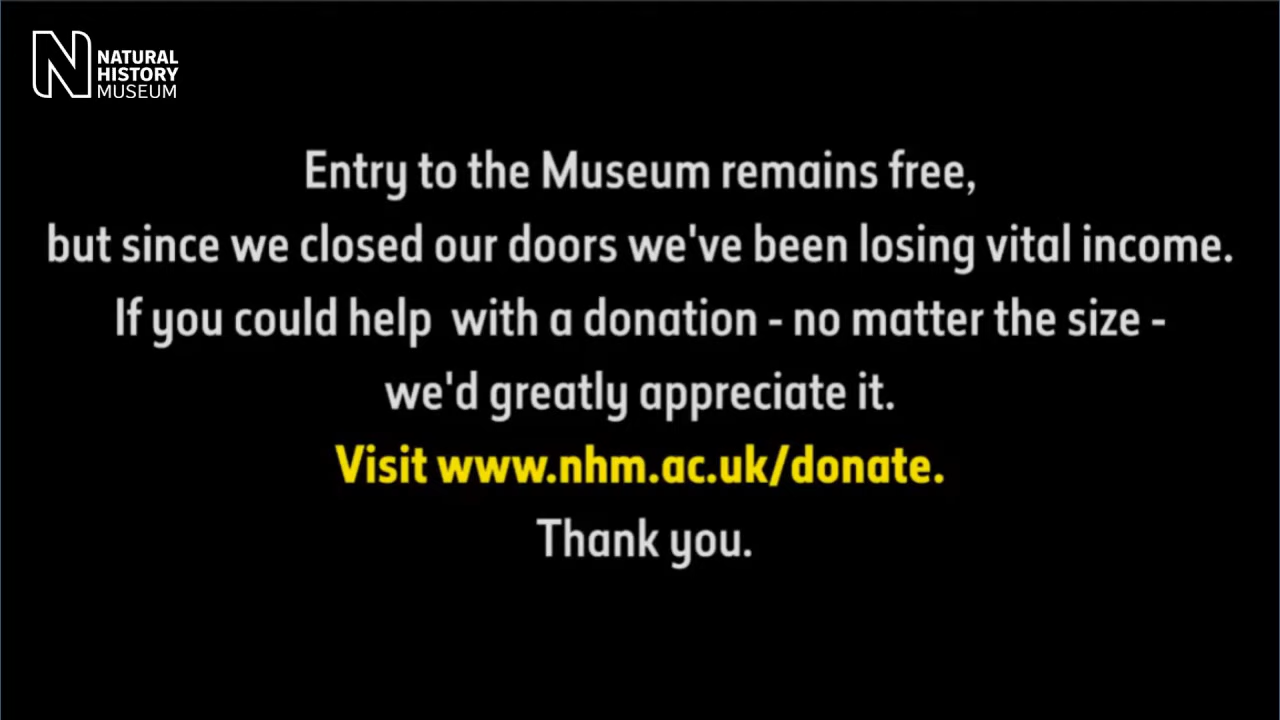 NATURAL
HISTORY
MUSEUM
Entry to the Museum remains free,
but since we closed our doors we've been losing vital income.
If you could help  with a donation - no matter the size -
we'd greatly appreciate it.
Visit www.nhm.ac.uk/donate.
Thank you.